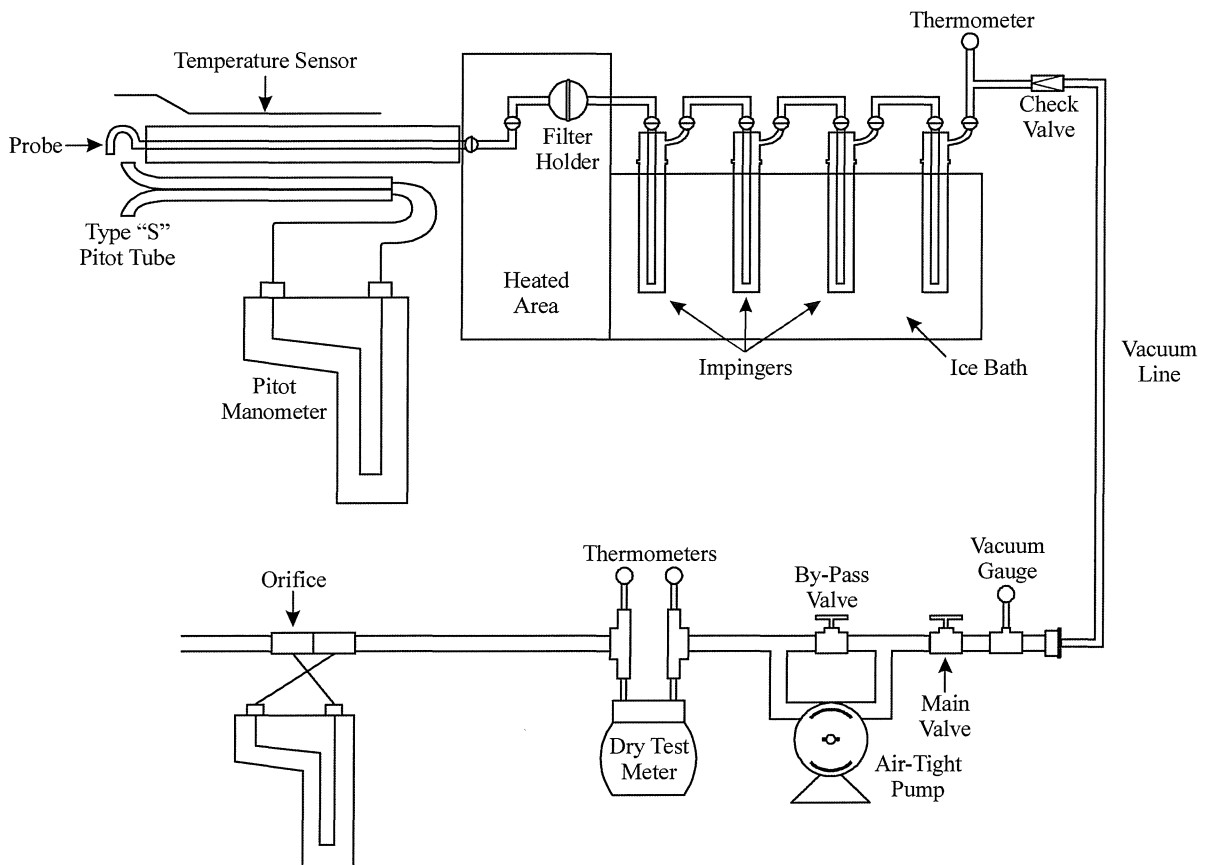 Thermometer
Temperature Sensor
Check
Valve
Probe
Filter
Holder
Type “S”
Pitot Tube
Heated
Area
Impingers
Ice Bath
Vacuum
Line
Pitot
Manometer
Thermometers
Vacuum
Gauge
By-Pass
Valve
Orifice
Main
Valve
Dry Test
Meter
Air-Tight
Pump